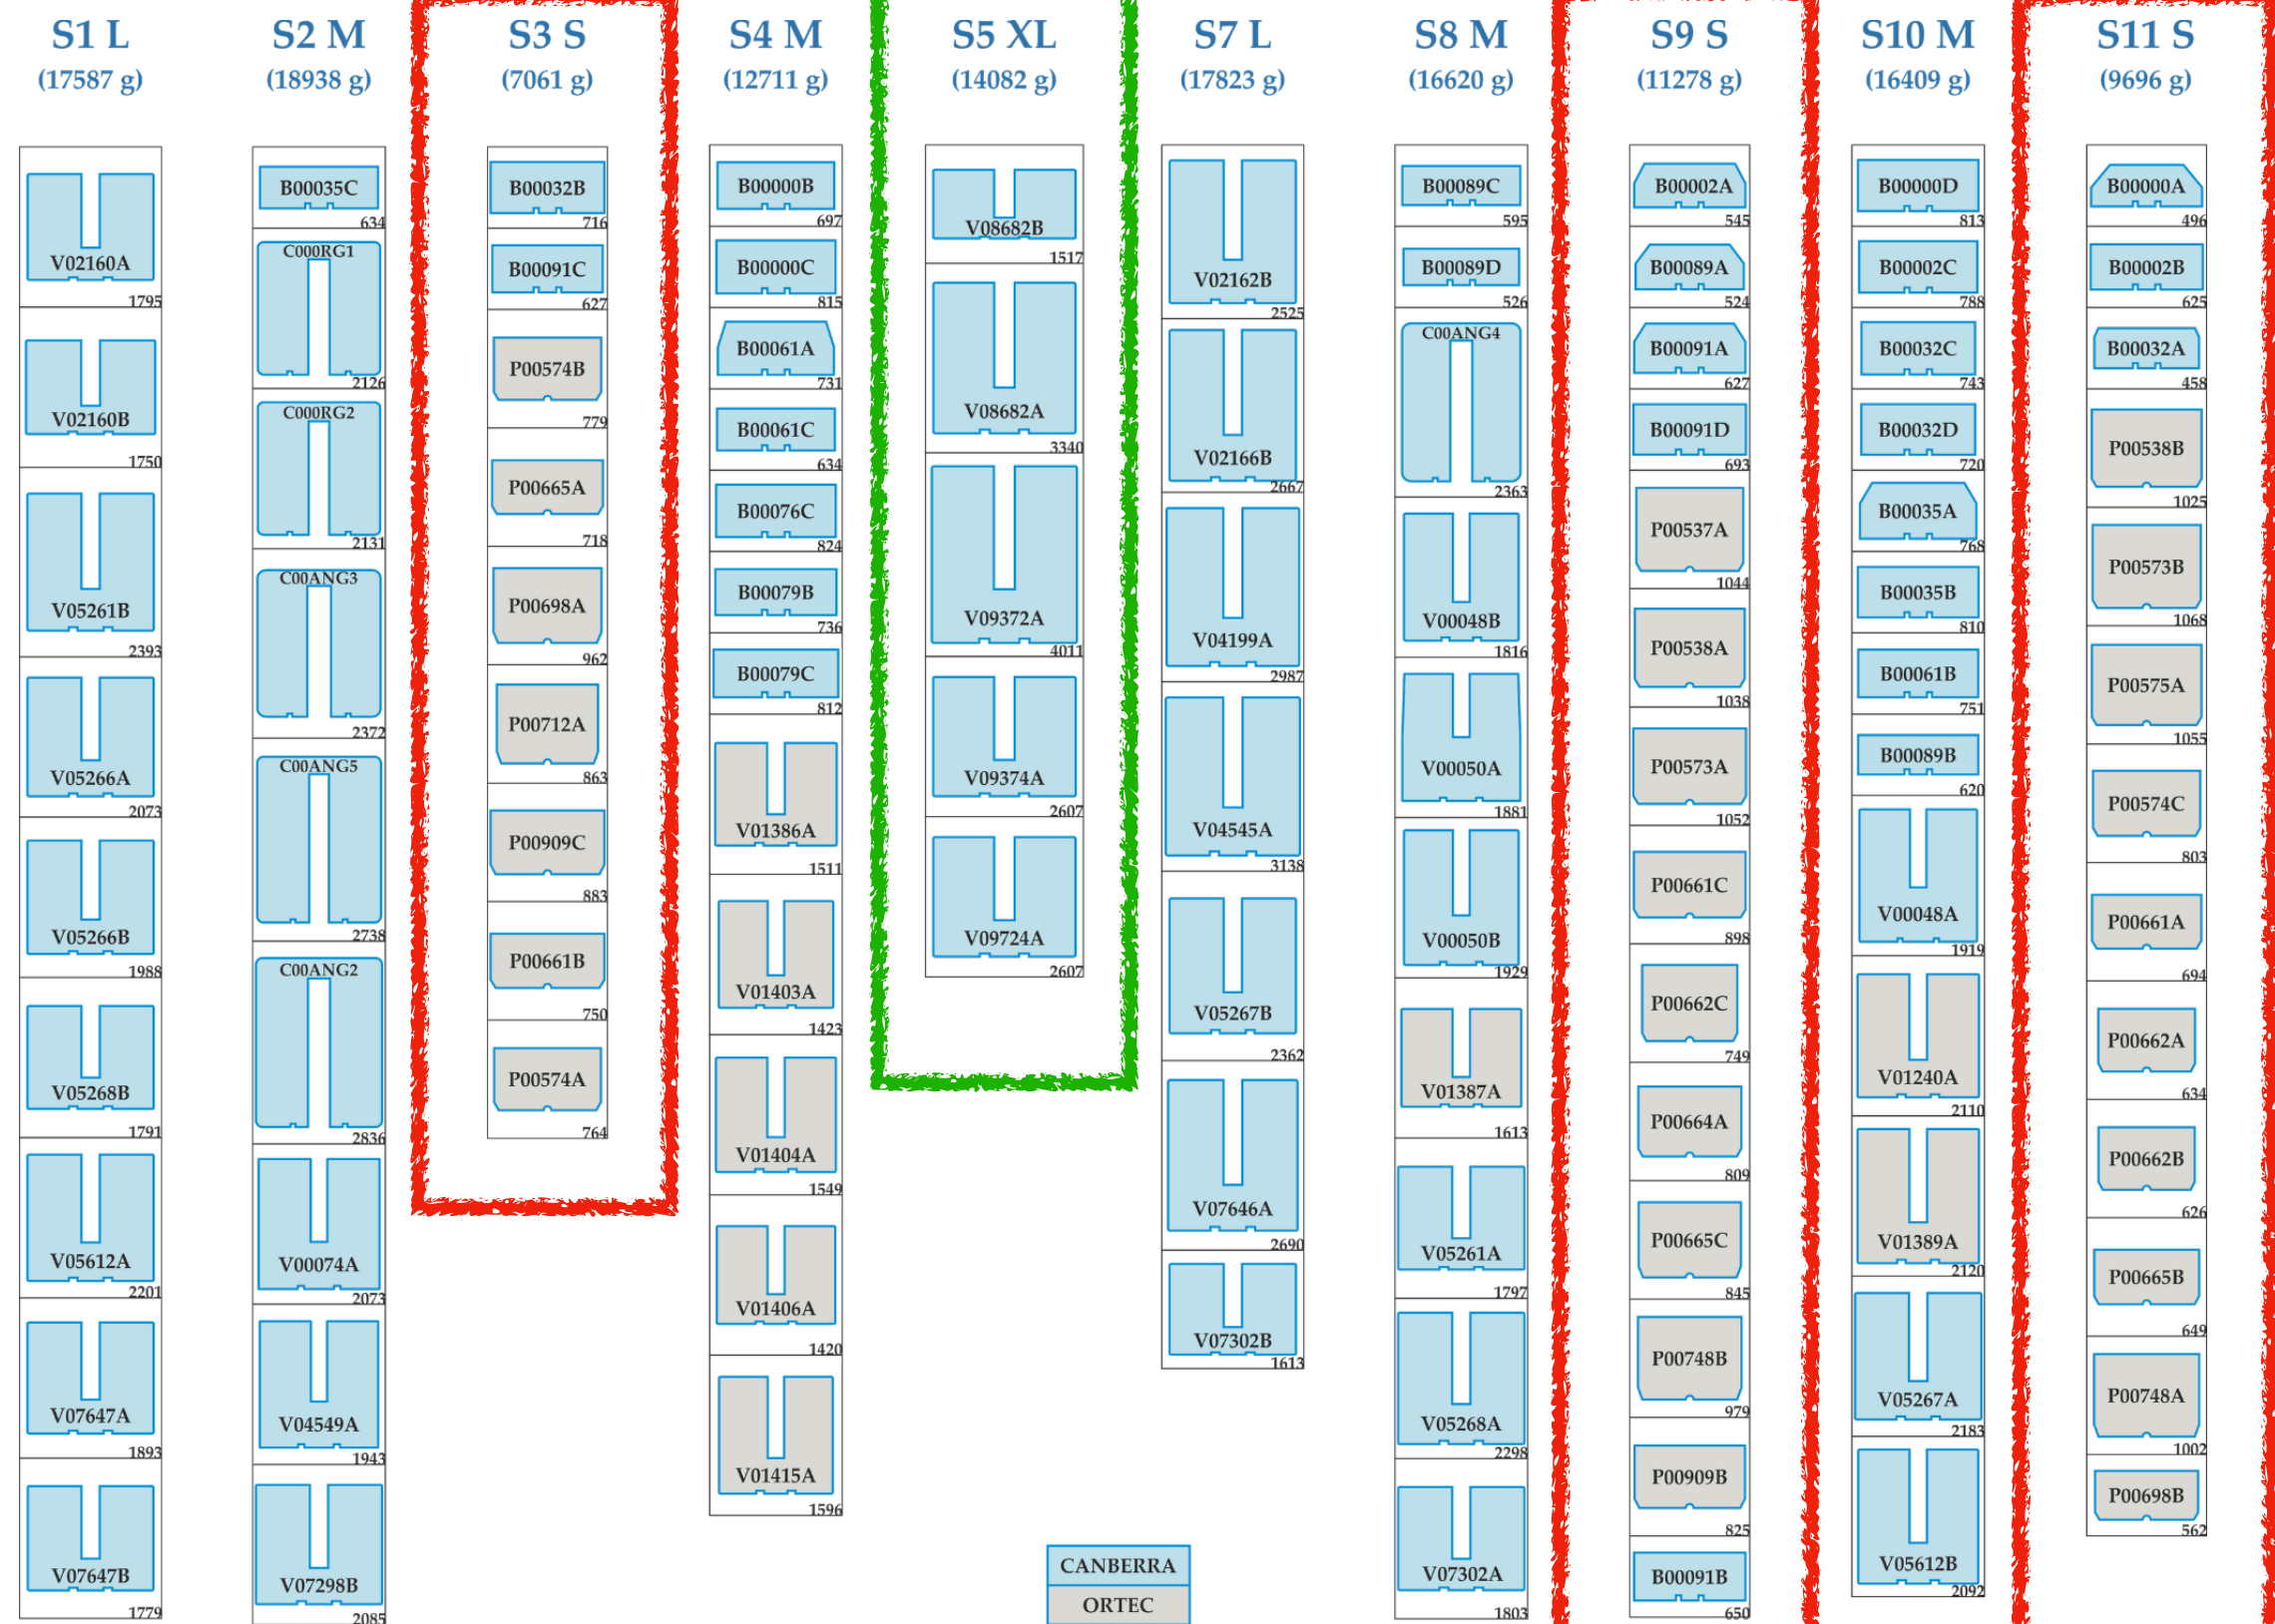 S1 L
(17587 g)
V02160A
1795
V02160B
1750
V05261B
2393
V05266A
2073
V05266B
1988
V05268B
1791
V05612A
2201
V07647A
1893
V07647B
1779
S2 M
(18938 g)
B00035C
634
C000RG1
2126
C000RG2
2131
C00ANG3
2372
C00ANG5
2738
C00ANG2
2836
V00074A
2073
V04549A
1943
V07298B
2085
S3 S
(7061 g)
B00032B
716
B00091C
627
P00574B
779
P00665A
718
P00698A
962
P00712A
863
P00909C
883
P00661B
750
P00574A
764
S4 M
(12711 g)
B00000B
697
B00000C
815
B00061A
731
B00061C
634
B00076C
824
B00079B
736
B00079C
812
V01386A
1511
V01403A
1423
V01404A
1549
V01406A
1420
V01415A
1596
S5 XL
(14082 g)
V08682B
1517
V08682A
3340
V09372A
4011
V09374A
2607
V09724A
2607
S7 L
(17823 g)
V02162B
2525
V02166B
2667
V04199A
2987
V04545A
3138
V05267B
2362
V07646A
2690
V07302B
1613
S8 M
(16620 g)
B00089C
595
B00089D
526
C00ANG4
2363
V00048B
1816
V00050A
1881
V00050B
1929
V01387A
1613
V05261A
1797
V05268A
2298
V07302A
1803
S9 S
(11278 g)
B00002A
545
B00089A
524
B00091A
627
B00091D
693
P00537A
1044
P00538A
1038
P00573A
1052
P00661C
898
P00662C
749
P00664A
809
P00665C
845
P00748B
979
P00909B
825
B00091B
650
S10 M
(16409 g)
B00000D
813
B00002C
788
B00032C
743
B00032D
720
B00035A
768
B00035B
810
B00061B
751
B00089B
620
V00048A
1919
V01240A
2110
V01389A
2120
V05267A
2183
V05612B
2092
S11 S
(9696 g)
B00000A
496
B00002B
625
B00032A
458
P00538B
1025
P00573B
1068
P00575A
1055
P00574C
803
P00661A
694
P00662A
634
P00662B
626
P00665B
649
P00748A
1002
P00698B
562
CANBERRA
ORTEC